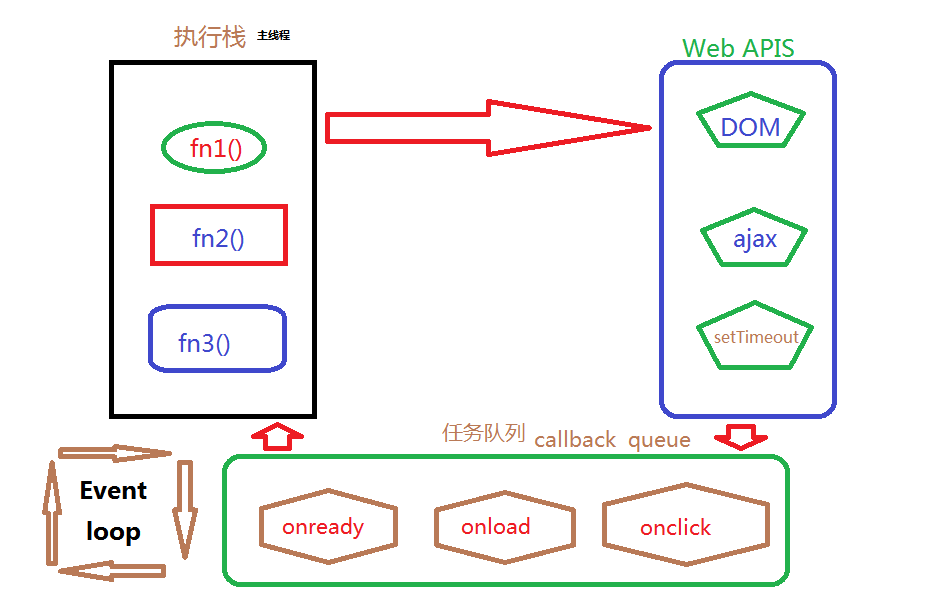 执行栈 主线程
Web APIS
fn1()
DOM
fn2()
ajax
fn3()
setTimeout
任务队列 callback queue
Event
loop
onready
onload
onclick